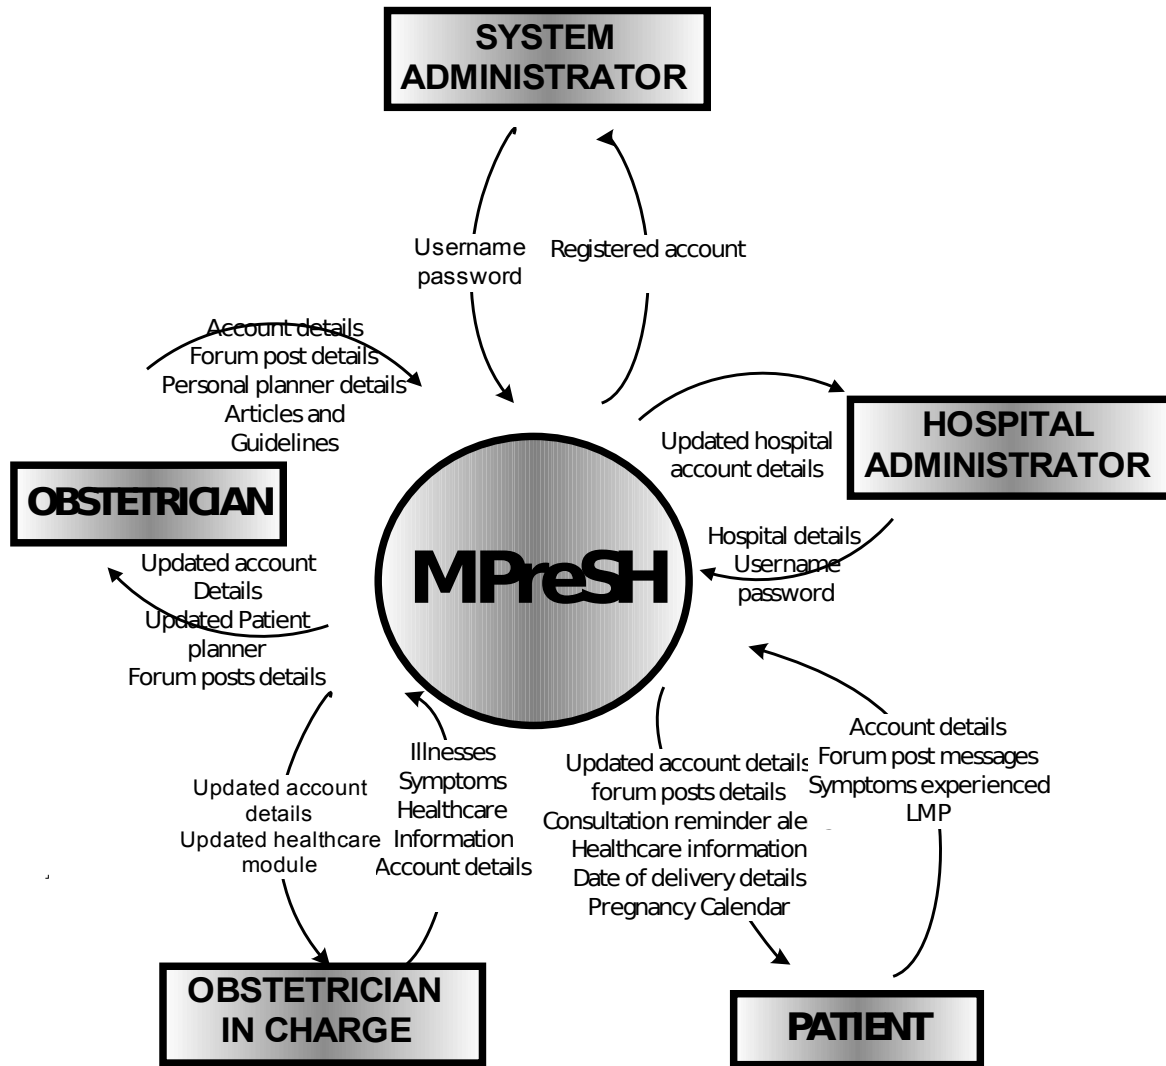 SYSTEM
ADMINISTRATOR
Username
password
Registered account
Account details
Forum post details
Personal planner details
Articles and
Guidelines
Updated hospital
account details
HOSPITAL
ADMINISTRATOR
OBSTETRICIAN
MPreSH
Hospital details
Username
password
Updated account
Details
Updated Patient
planner
Forum posts details
Updated account
details
Updated healthcare
module
Illnesses
Symptoms
Healthcare
Information
Account details
Updated account details
forum posts details
Consultation reminder
Healthcare information
Date of delivery details
Pregnancy Calendar
Account details
Forum post messages
Symptoms experienced
LMP
OBSTETRICIAN
IN CHARGE
PATIENT